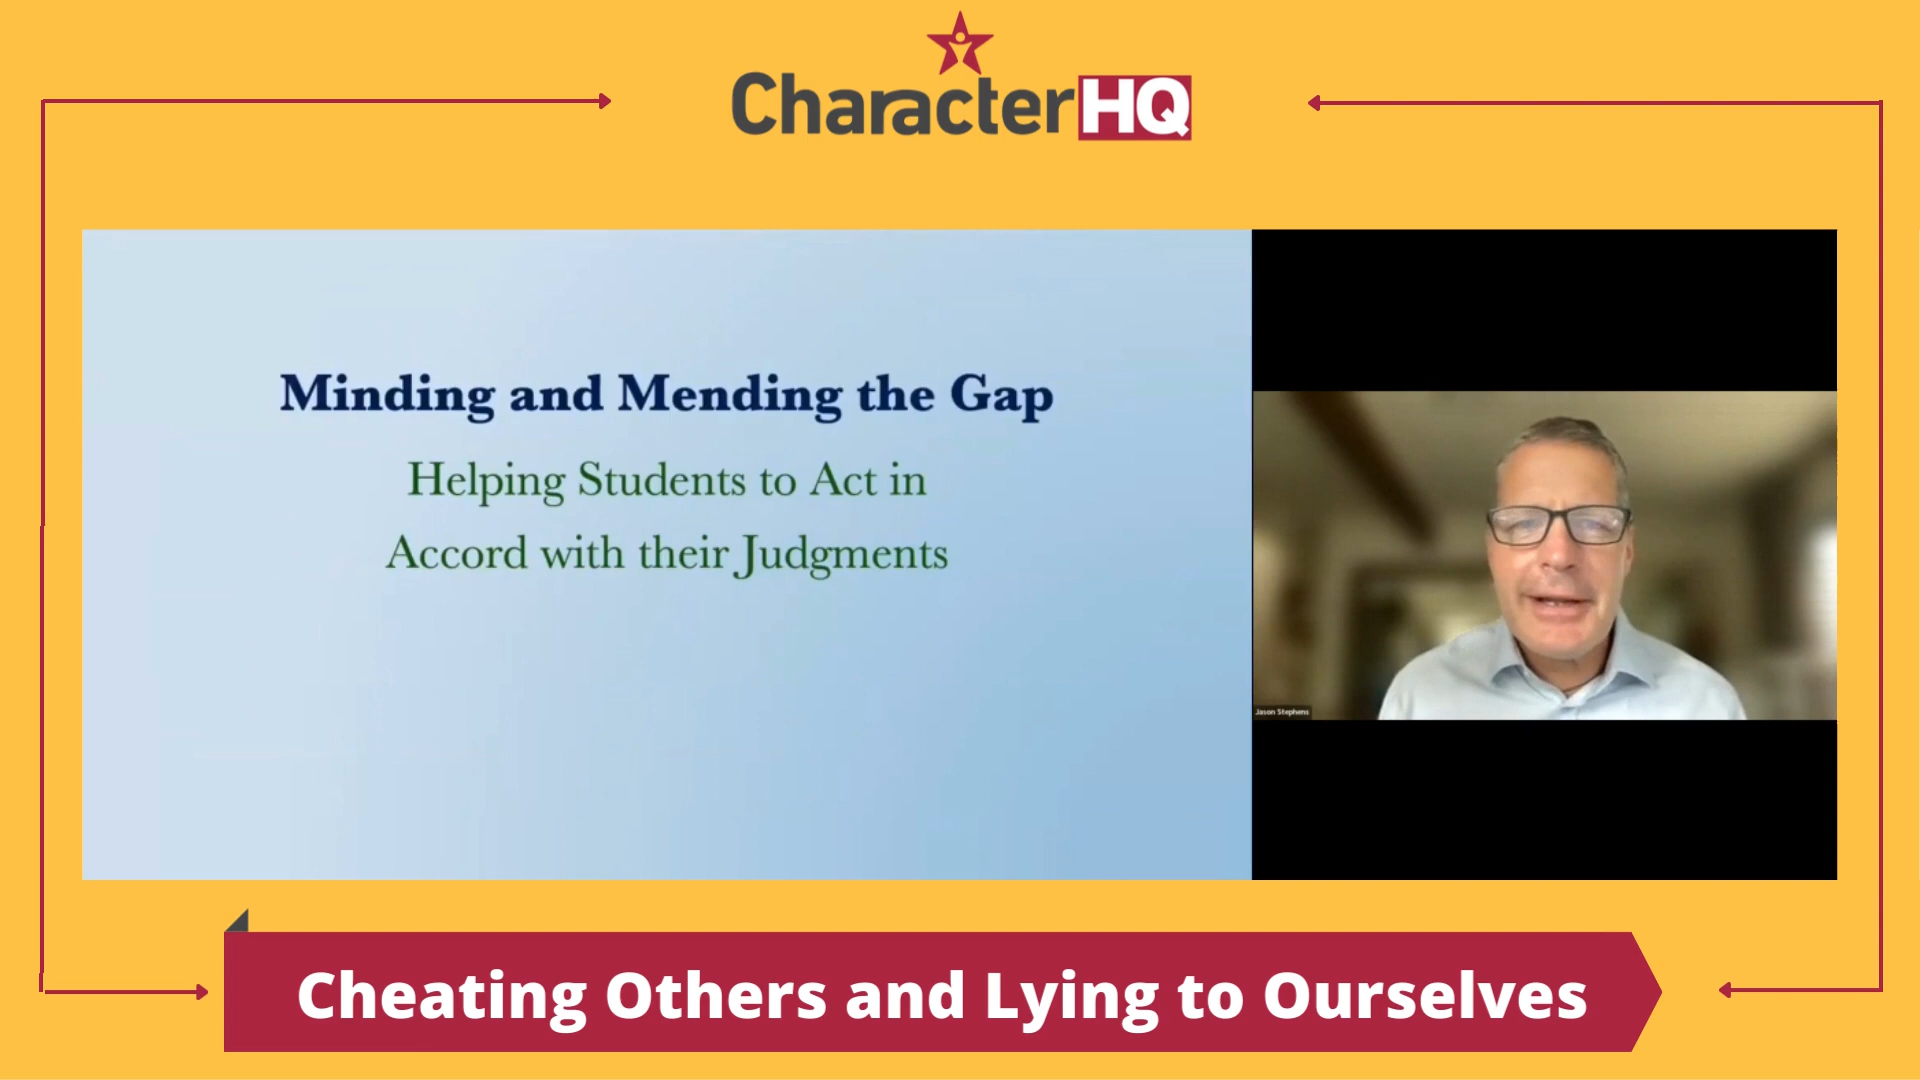 CharacterHQ
Minding and Mending the Gap
Helping Students to Act in
Accord with their Judgments
Jason Stephens
Cheating Others and Lying to Ourselves